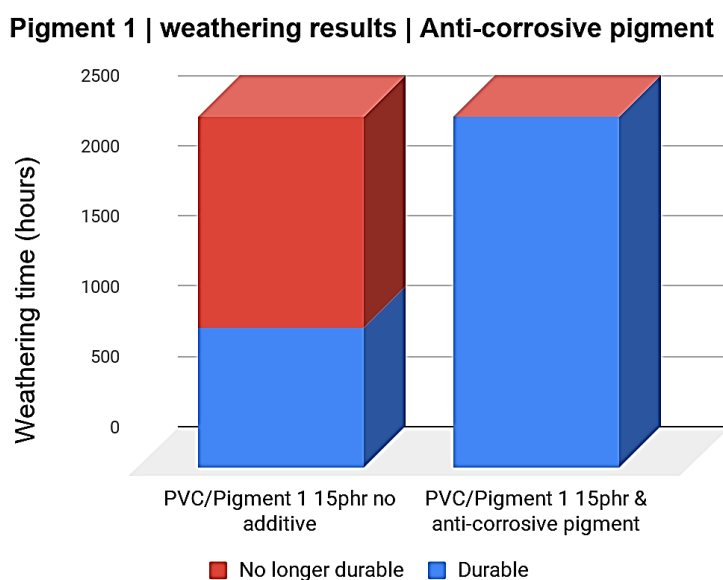 Pigment 1 | weathering results | Anti-corrosive pigment
Weathering time (hours)
2500
2000
1500
1000
500
0
PVC/Pigment 1 15phr no
additive
PVC/Pigment 1 15phr &
anti-corrosive pigment
No longer durable
Durable